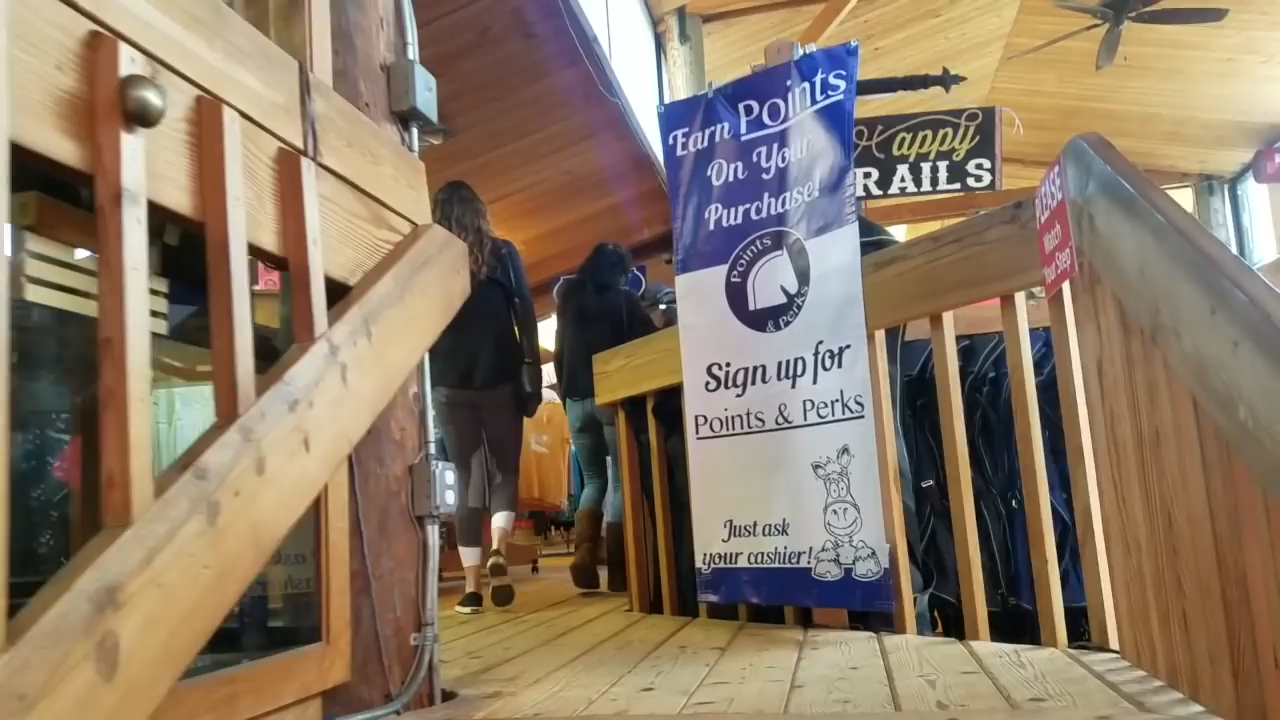 Earn Points
On Your
Purchase!
Points
& Perks
Sign up for
Points & Perks
Just ask
your cashier!
Happy
RAILS
PLEASE
Watch
Your Step